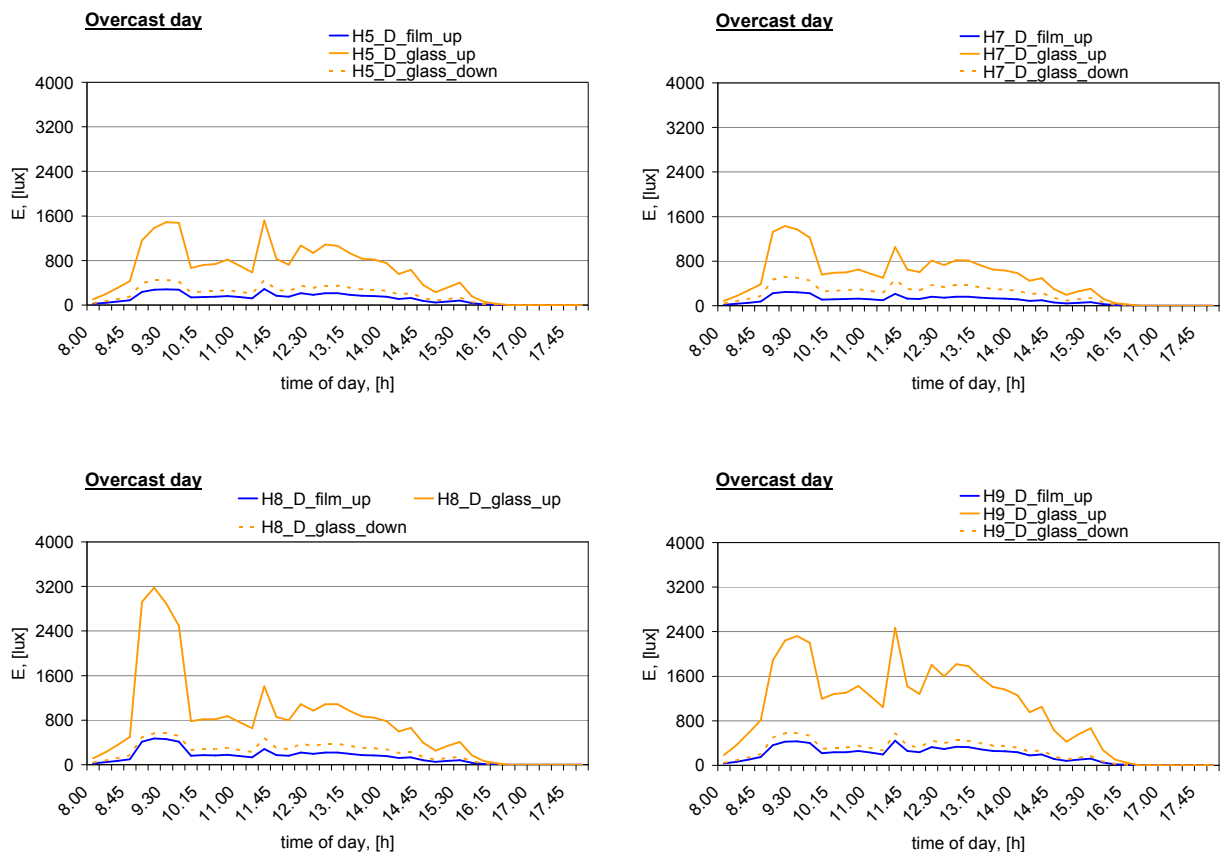 Overcast day
H5_D_film_up
H5_D_glass_up
H5_D_glass_down
4000
3200
2400
1600
800
0
E, [lux]
8.00 8.45 9.30 10.15 11.00 11.45 12.30 13.15 14.00 14.45 15.30 16.15 17.00 17.45
time of day, [h]
Overcast day
H7_D_film_up
H7_D_glass_up
H7_D_glass_down
4000
3200
2400
1600
800
0
E, [lux]
8.00 8.45 9.30 10.15 11.00 11.45 12.30 13.15 14.00 14.45 15.30 16.15 17.00 17.45
time of day, [h]
Overcast day
H8_D_film_up H8_D_glass_up
H8_D_glass_down
4000
3200
2400
1600
800
0
E, [lux]
8.00 8.45 9.30 10.15 11.00 11.45 12.30 13.15 14.00 14.45 15.30 16.15 17.00 17.45
time of day, [h]
Overcast day
H9_D_film_up
H9_D_glass_up
H9_D_glass_down
4000
3200
2400
1600
800
0
E, [lux]
8.00 8.45 9.30 10.15 11.00 11.45 12.30 13.15 14.00 14.45 15.30 16.15 17.00 17.45
time of day, [h]